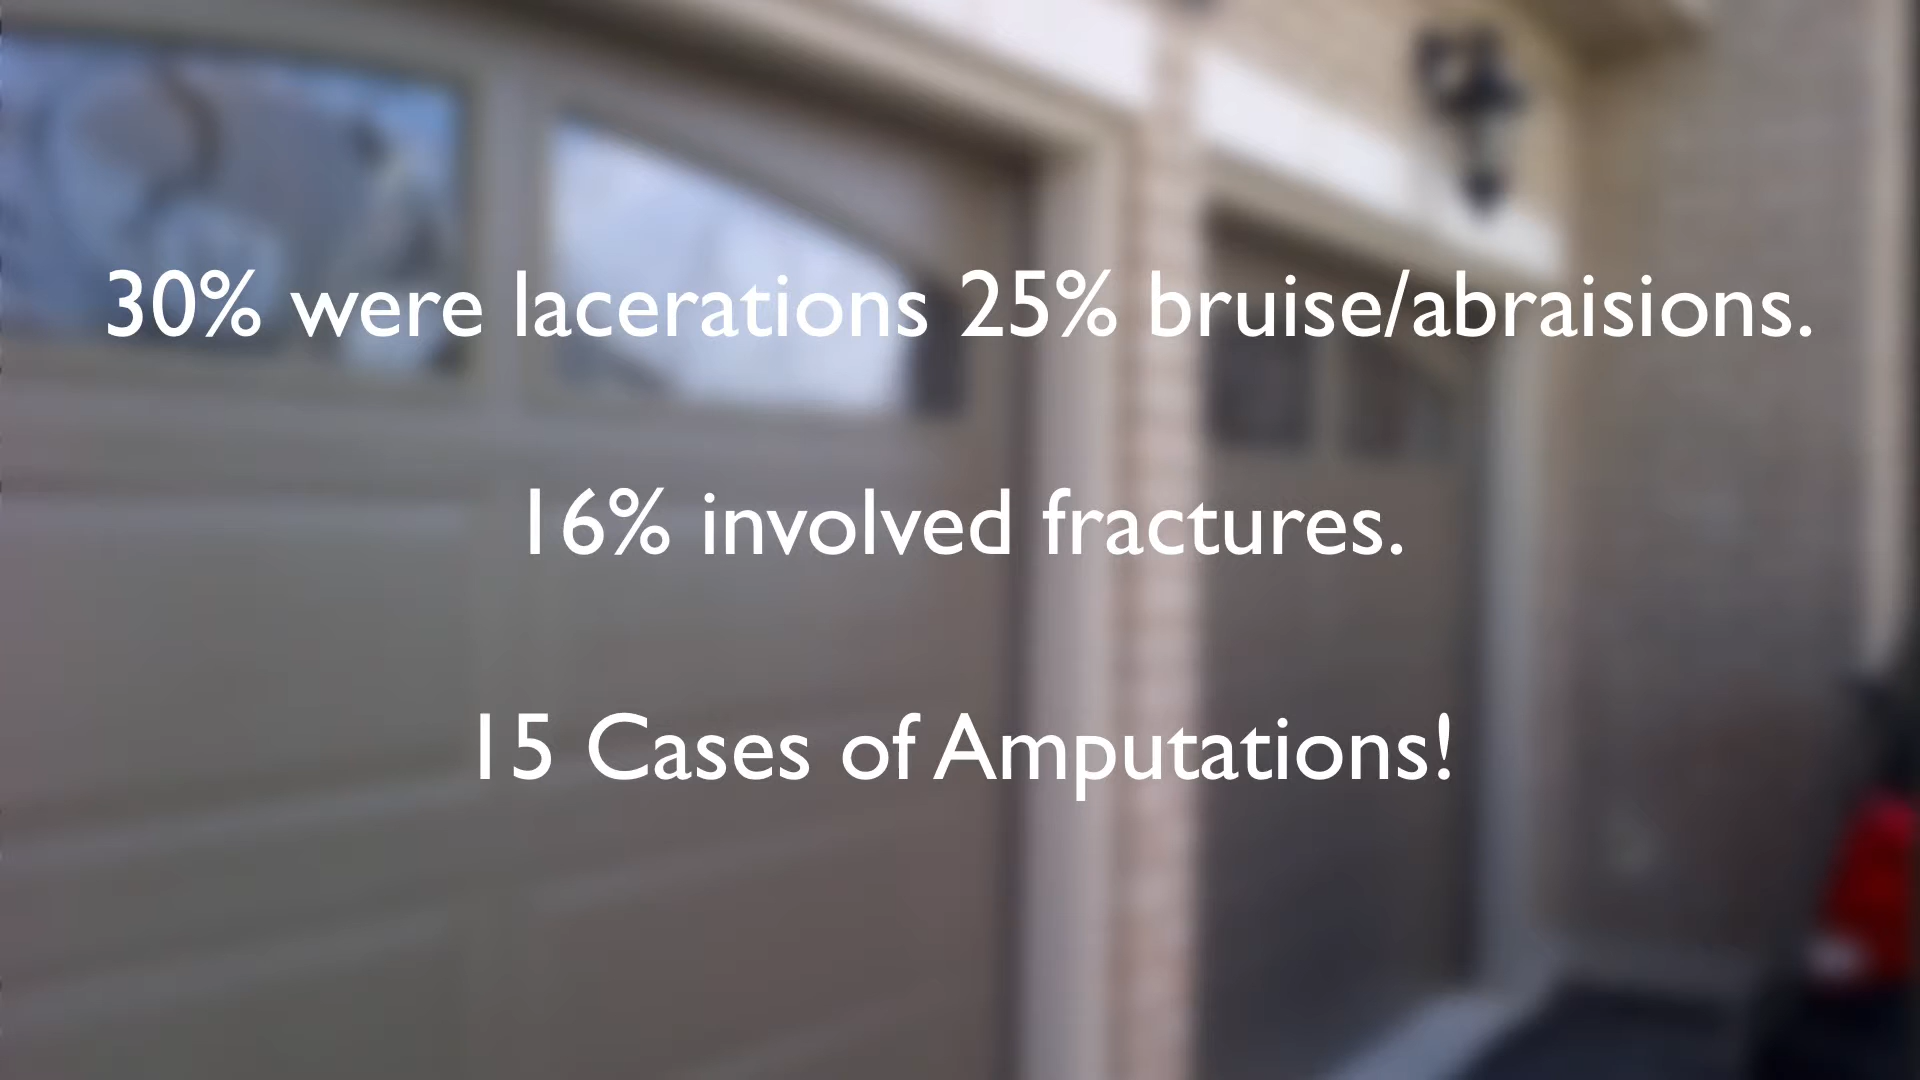 30% were lacerations 25% bruise/abraisions.
16% involved fractures.
15 Cases of Amputations!